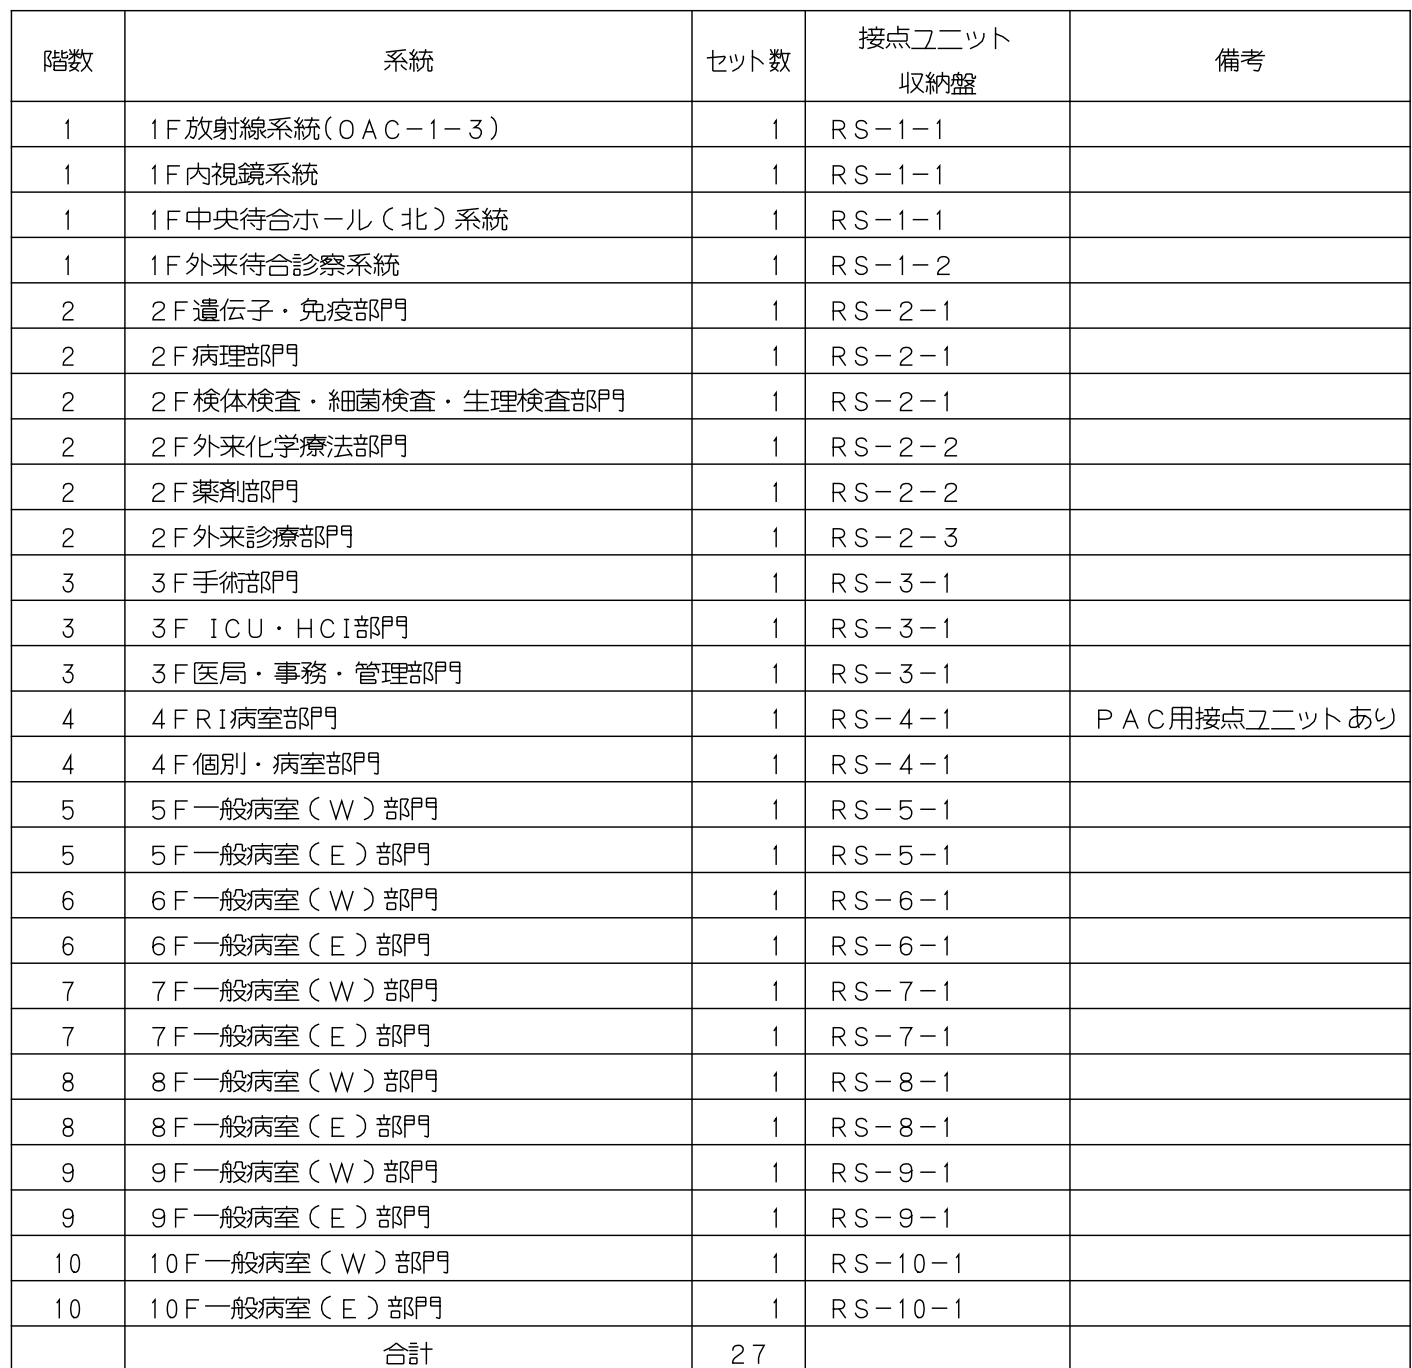 階数 系統 セット数 接点ユニット収納盤 備考
1 1F放射線系統(OAC-1-3) 1 RS-1-1
1 1F内視鏡系統 1 RS-1-1
1 1F中央待合ホール(北)系統 1 RS-1-1
1 1F外来待合診察系統 1 RS-1-2
2 2F遺伝子・免疫部門 1 RS-2-1
2 2F病理部門 1 RS-2-1
2 2F検体検査・細菌検査・生理検査部門 1 RS-2-1
2 2F外来化学療法部門 1 RS-2-2
2 2F薬剤部門 1 RS-2-2
2 2F外来診療部門 1 RS-2-3
3 3F手術部門 1 RS-3-1
3 3F ICU・HCI部門 1 RS-3-1
3 3F医局・事務・管理部門 1 RS-3-1
4 4FRI病室部門 1 RS-4-1 PAC用接点ユニットあり
4 4F個別・病室部門 1 RS-4-1
5 5F一般病室(W)部門 1 RS-5-1
5 5F一般病室(E)部門 1 RS-5-1
6 6F一般病室(W)部門 1 RS-6-1
6 6F一般病室(E)部門 1 RS-6-1
7 7F一般病室(W)部門 1 RS-7-1
7 7F一般病室(E)部門 1 RS-7-1
8 8F一般病室(W)部門 1 RS-8-1
8 8F一般病室(E)部門 1 RS-8-1
9 9F一般病室(W)部門 1 RS-9-1
9 9F一般病室(E)部門 1 RS-9-1
10 10F一般病室(W)部門 1 RS-10-1
10 10F一般病室(E)部門 1 RS-10-1
合計 27